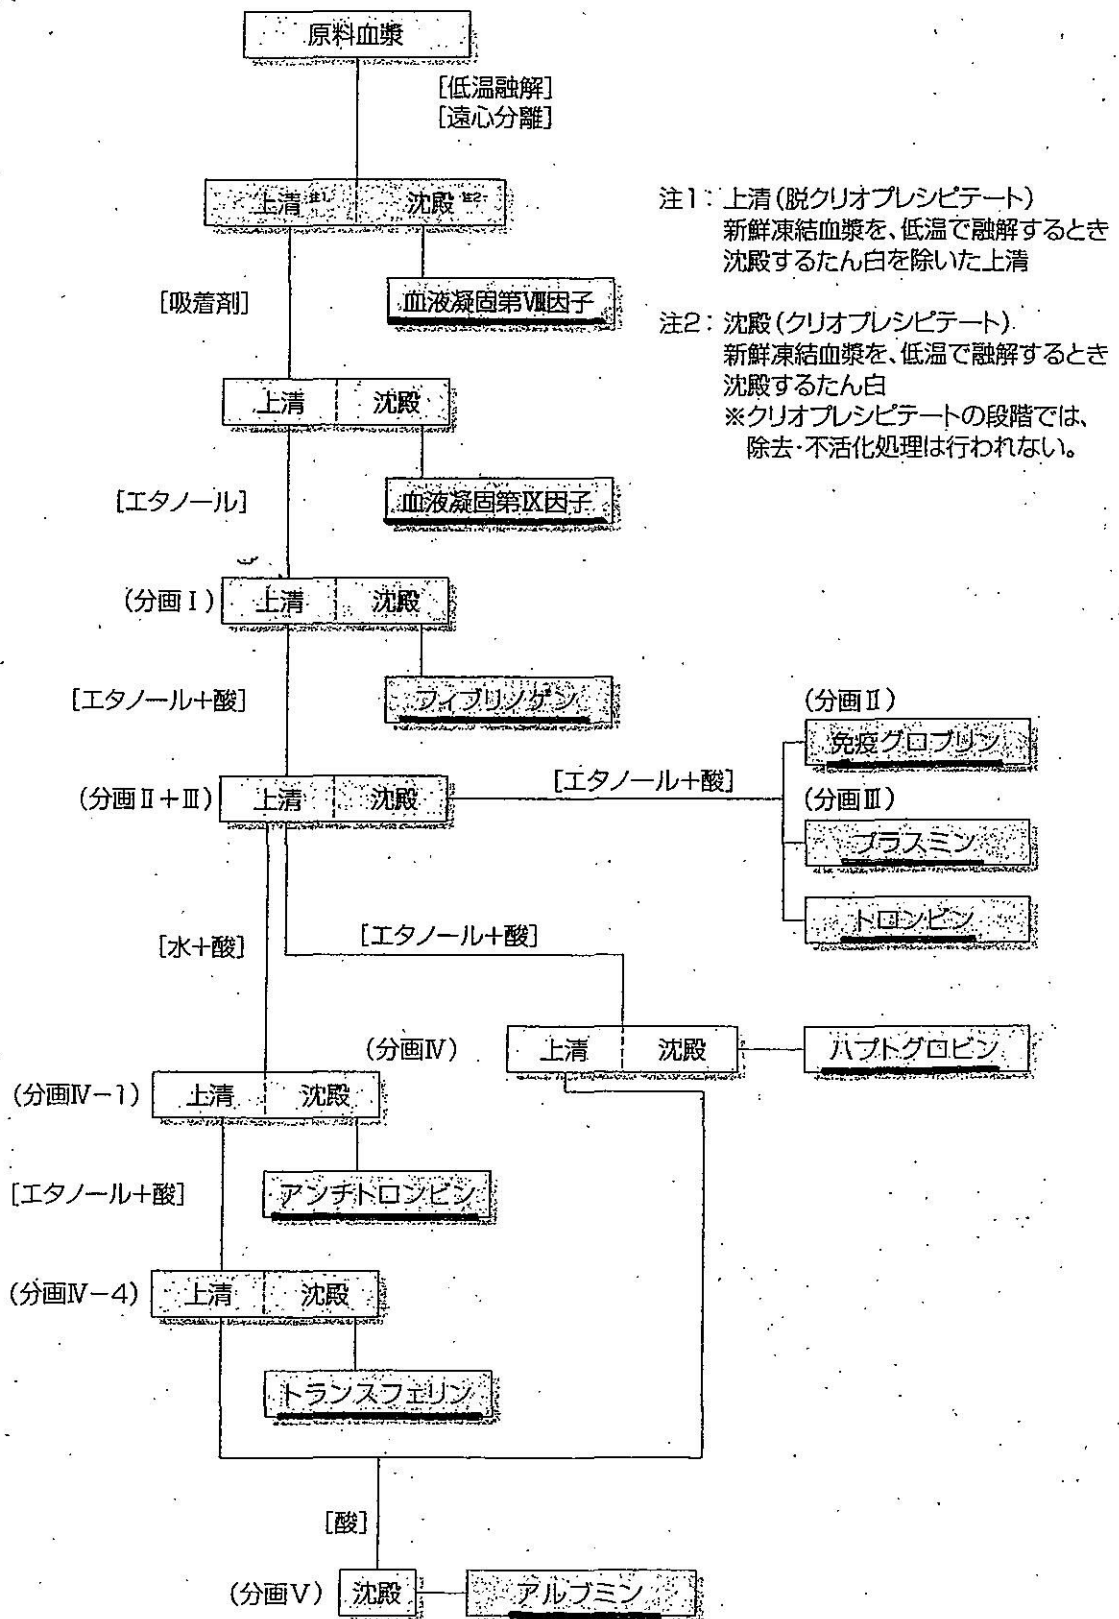 原料血漿
[低温融解]
[遠心分離]
上清 注1
沈殿 注2
注1：上清(脱クリオプレシピテート)
新鮮凍結血漿を、低温で融解するとき
沈殿するたん白を除いた上清
[吸着剤]
血液凝固第Ⅷ因子
注2：沈殿(クリオプレシピテート)
新鮮凍結血漿を、低温で融解するとき
沈殿するたん白
※クリオプレシピテートの段階では、
除去・不活化処理は行われない。
上清
沈殿
[エタノール]
血液凝固第Ⅸ因子
(分画Ⅰ)
上清
沈殿
[エタノール+酸]
フィブリノゲン
(分画Ⅱ)
免疫グロブリン
(分画Ⅱ+Ⅲ)
上清
沈殿
[エタノール+酸]
(分画Ⅲ)
プラスミン
トロンビン
[水+酸]
[エタノール+酸]
(分画Ⅳ)
上清
沈殿
ハプトグロビン
(分画Ⅳ-1)
上清
沈殿
[エタノール+酸]
アンチトロンビン
(分画Ⅳ-4)
上清
沈殿
トランスフェリン
[酸]
(分画Ⅴ)
沈殿
アルブミン